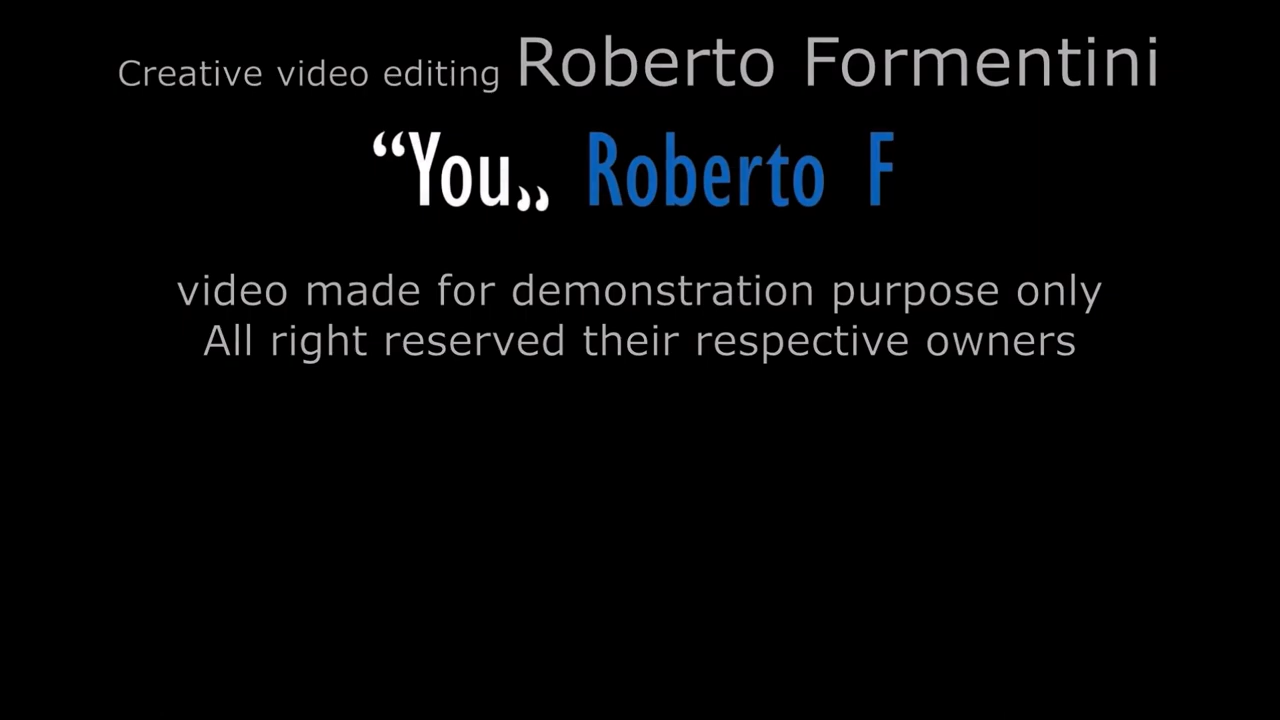 Creative video editing Roberto Formentini
“You„ Roberto F
video made for demonstration purpose only
All right reserved their respective owners